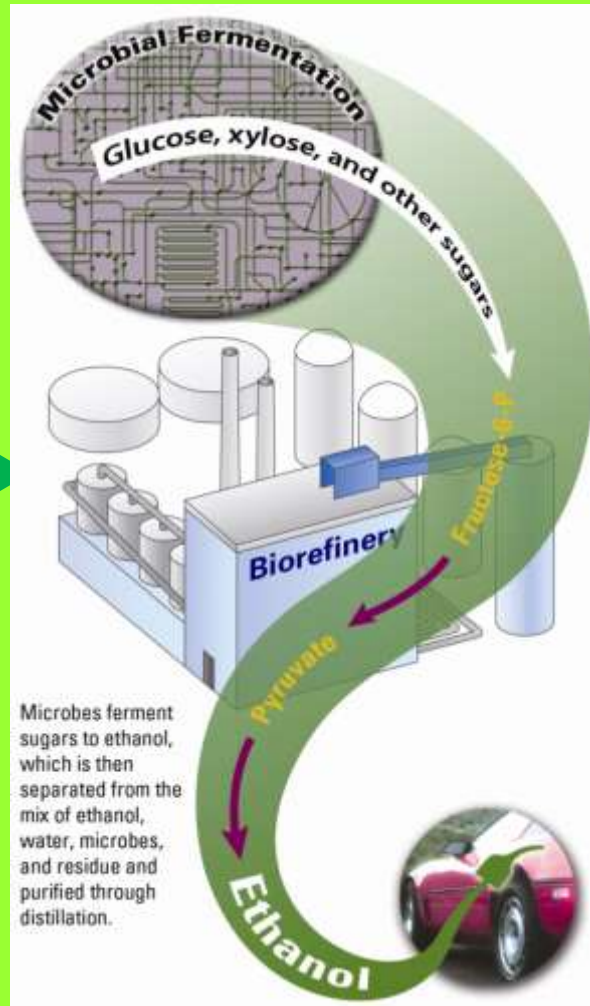 Microbial Fermentation
Glucose, xylose, and other sugars
Fructose-6-P
Biorefinery
Pyruvate
Microbes ferment
sugars to ethanol,
which is then
separated from the
mix of ethanol,
water, microbes,
and residue and
purified through
distillation.
Ethanol